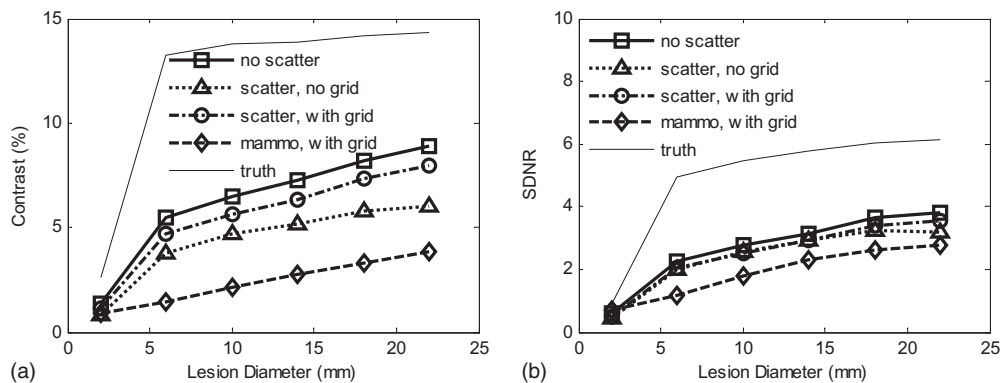 15
10
5
0
Contrast (%)
no scatter
scatter, no grid
scatter, with grid
mammo, with grid
truth
0 5 10 15 20 25
Lesion Diameter (mm)
(a)
10
8
6
4
2
0
SDNR
no scatter
scatter, no grid
scatter, with grid
mammo, with grid
truth
0 5 10 15 20 25
Lesion Diameter (mm)
(b)